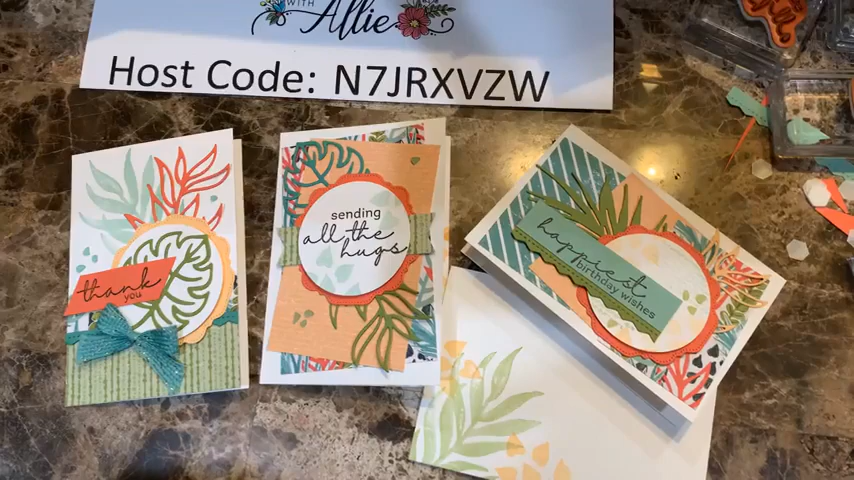 WITH
Allie
Host Code: N7JRXVZW
thank
you
sending
all the
hugs
happiest
birthday wishes